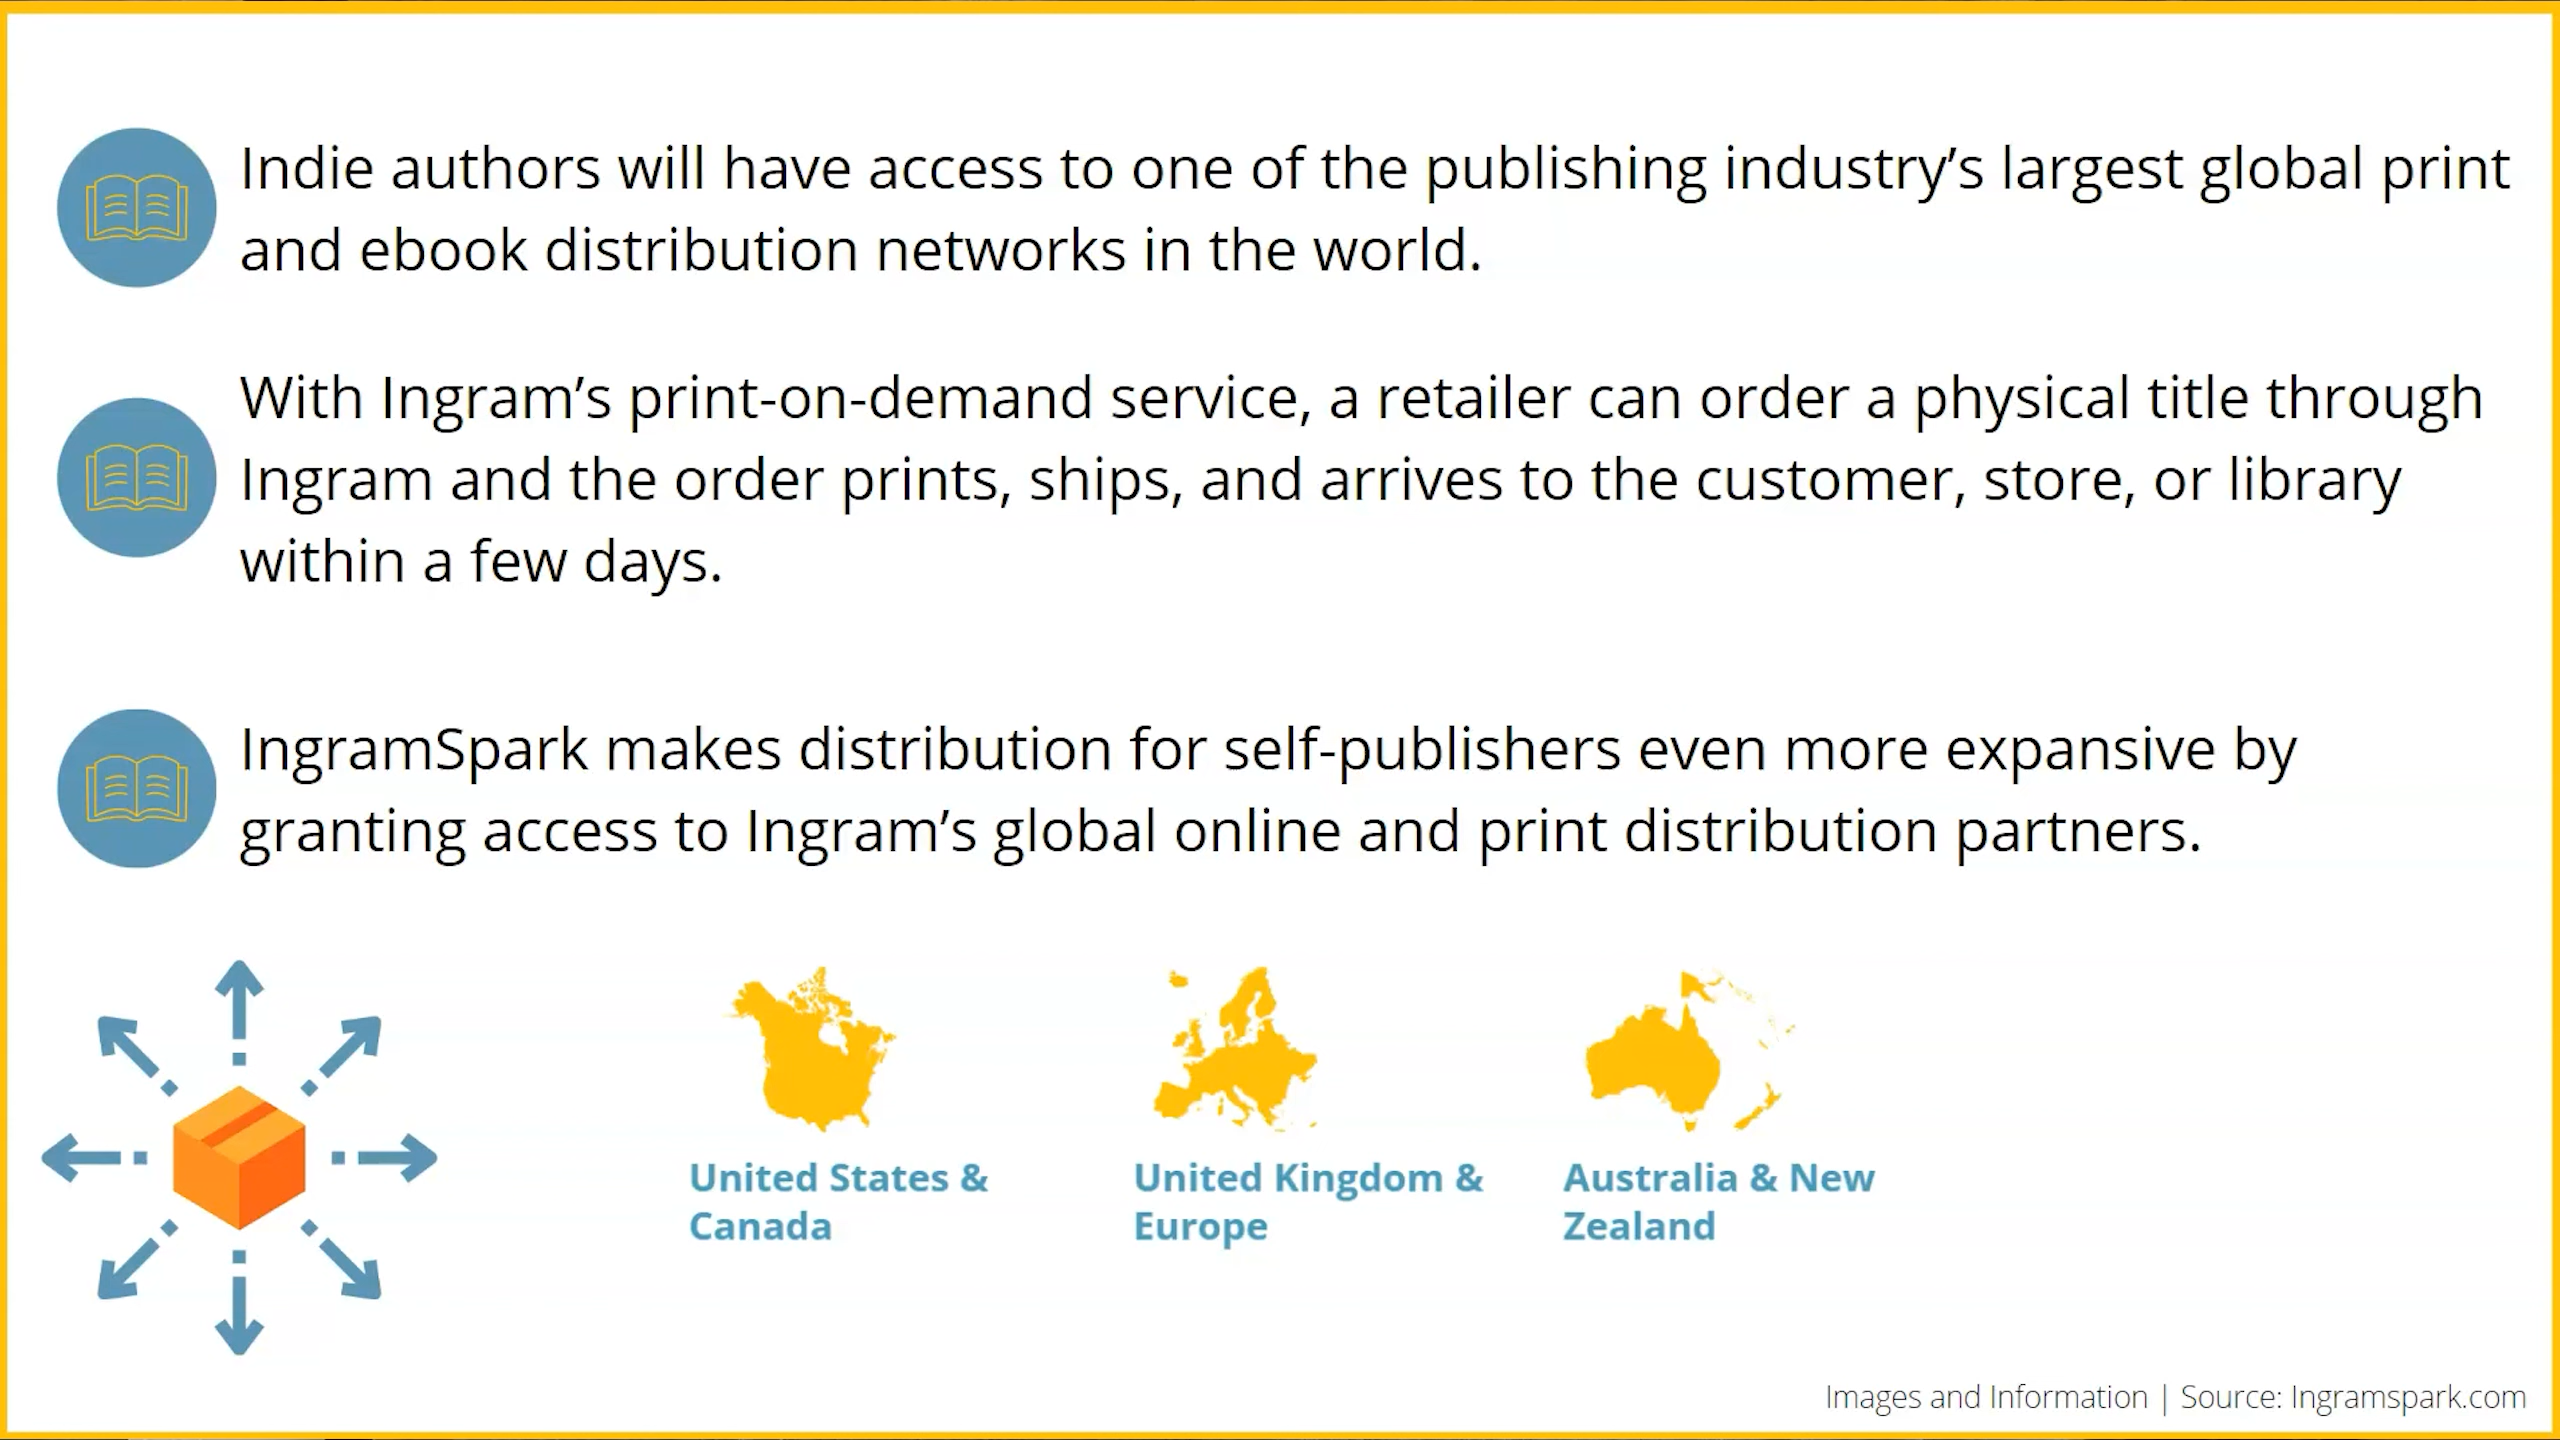 Indie authors will have access to one of the publishing industry’s largest global print
and ebook distribution networks in the world.
With Ingram’s print-on-demand service, a retailer can order a physical title through
Ingram and the order prints, ships, and arrives to the customer, store, or library
within a few days.
IngramSpark makes distribution for self-publishers even more expansive by
granting access to Ingram’s global online and print distribution partners.
United States &
Canada
United Kingdom &
Europe
Australia & New
Zealand
Images and Information | Source: Ingramspark.com